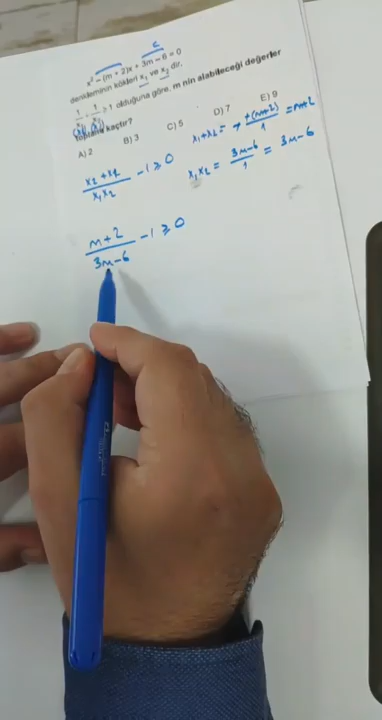 x² – (m + 2)x + 3m – 6 = 0
c
denkleminin kökleri x₁ ve x₂ dir.
1/x₁ + 1/x₂ ≥ 1 olduğuna göre, m nin alabileceği değerler
(x₂) (x₁)
toplamı kaçtır?
A) 2 B) 3 C) 5 D) 7 E) 9
x₁+x₂ = + +(m+2)/1 = m+2
(x₂+x₁)/(x₁x₂) – 1 ≥ 0
x₁x₂ = (3m–6)/1 = 3m–6
(m+2)/(3m–6) – 1 ≥ 0